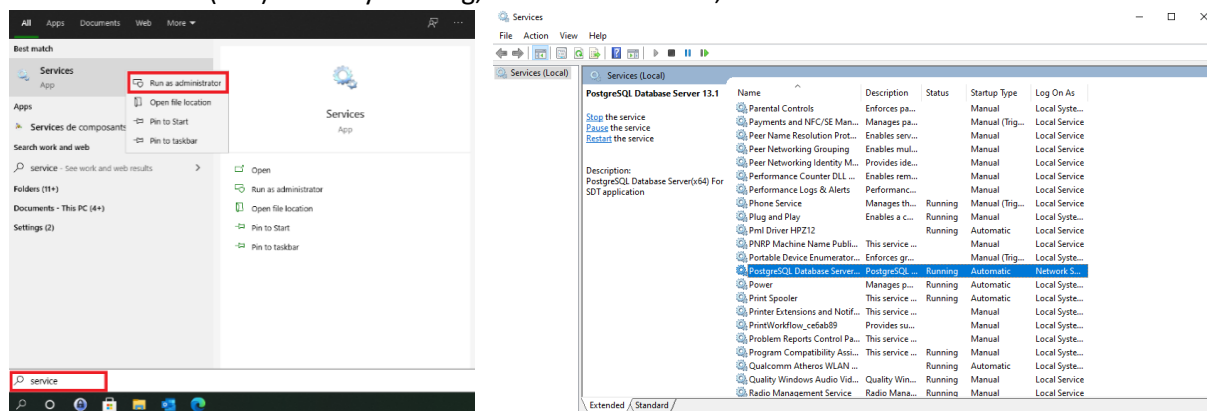 All Apps Documents Web More
Best match
Services
App
Run as administrator
Open file location
Pin to Start
Pin to taskbar
Apps
Services de composants
Search work and web
service - See work and web results
Folders (11+)
Documents - This PC (4+)
Settings (2)
Services
App
Open
Run as administrator
Open file location
Pin to Start
Pin to taskbar
service
Services
File Action View Help
Services (Local)
Services (Local)
PostgreSQL Database Server 13.1
Stop the service
Pause the service
Restart the service
Description:
PostgreSQL Database Server(x64) For
SDT application
Name Description Status Startup Type Log On As
Parental Controls Enforces pa... Manual Local Syste...
Payments and NFC/SE Man... Manages pa... Manual (Trig... Local Service
Peer Name Resolution Prot... Enables serv... Manual Local Service
Peer Networking Grouping Enables mul... Manual Local Service
Peer Networking Identity M... Provides ide... Manual Local Service
Performance Counter DLL ... Enables rem... Manual Local Service
Performance Logs & Alerts Performanc... Manual Local Service
Phone Service Manages th... Running Manual (Trig... Local Service
Plug and Play Enables a c... Running Manual Local Syste...
Pml Driver HPZ12 Running Automatic Local Service
PNRP Machine Name Publi... This service ... Manual Local Service
Portable Device Enumerator... Enforces gr... Manual (Trig... Local Syste...
PostgreSQL Database Server... PostgreSQL ... Running Automatic Network S...
Power Manages p... Running Automatic Local Syste...
Print Spooler This service ... Running Automatic Local Syste...
Printer Extensions and Notif... This service ... Manual Local Syste...
PrintWorkflow_ce6ab89 Provides su... Manual Local Syste...
Problem Reports Control Pa... This service ... Manual Local Syste...
Program Compatibility Assi... This service ... Running Manual Local Syste...
Qualcomm Atheros WLAN ... Running Automatic Local Syste...
Quality Windows Audio Vid... Quality Win... Running Manual Local Service
Radio Management Service Radio Mana... Running Manual Local Service
Extended Standard